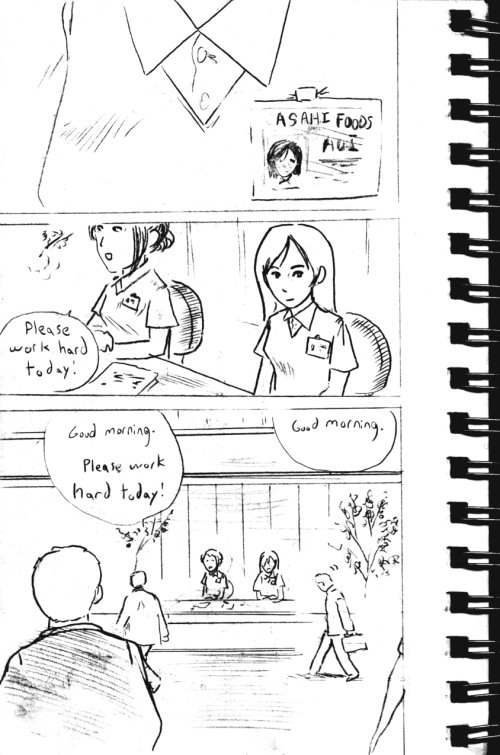 ASAHI FOODS
AOI
Please
work hard
today!
Good morning.
Please work
hard today!
Good morning.